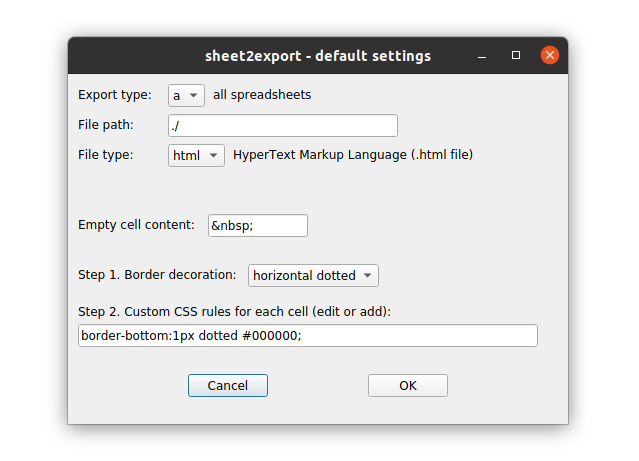 sheet2export - default settings
Export type: a all spreadsheets
File path: ./
File type: html HyperText Markup Language (.html file)
Empty cell content: &nbsp;
Step 1. Border decoration: horizontal dotted
Step 2. Custom CSS rules for each cell (edit or add):
border-bottom:1px dotted #000000;
Cancel OK